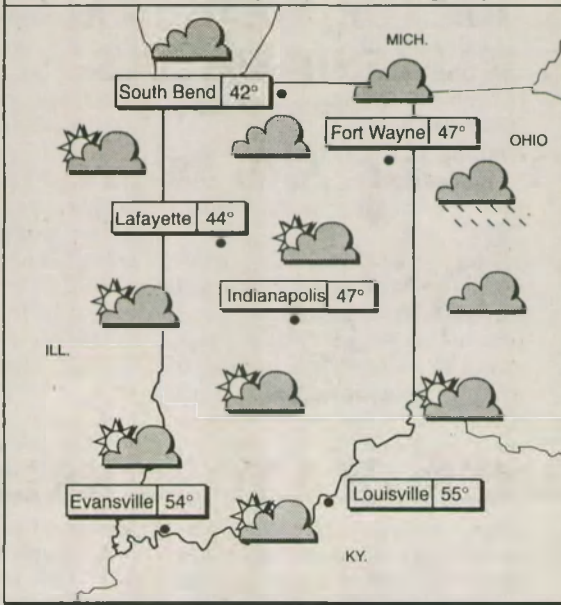 MICH.
South Bend 42°
Fort Wayne 47°
OHIO
Lafayette 44°
Indianapolis 47°
ILL.
Evansville 54°
Louisville 55°
KY.